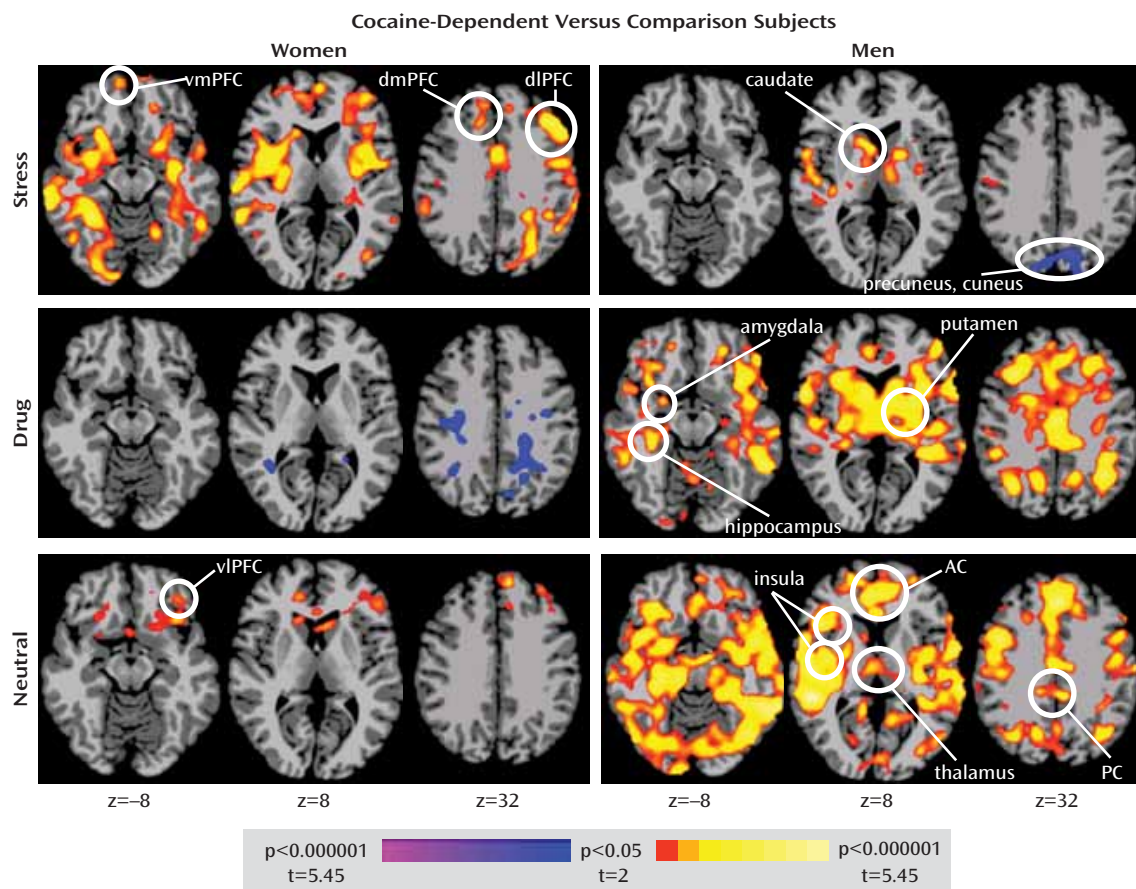 Cocaine-Dependent Versus Comparison Subjects
Women
Men
Stress
vmPFC
dmPFC
dlPFC
caudate
precuneus, cuneus
Drug
amygdala
putamen
hippocampus
Neutral
vlPFC
insula
AC
thalamus
PC
z=–8
z=8
z=32
z=–8
z=8
z=32
p<0.000001
p<0.05
p<0.000001
t=5.45
t=2
t=5.45